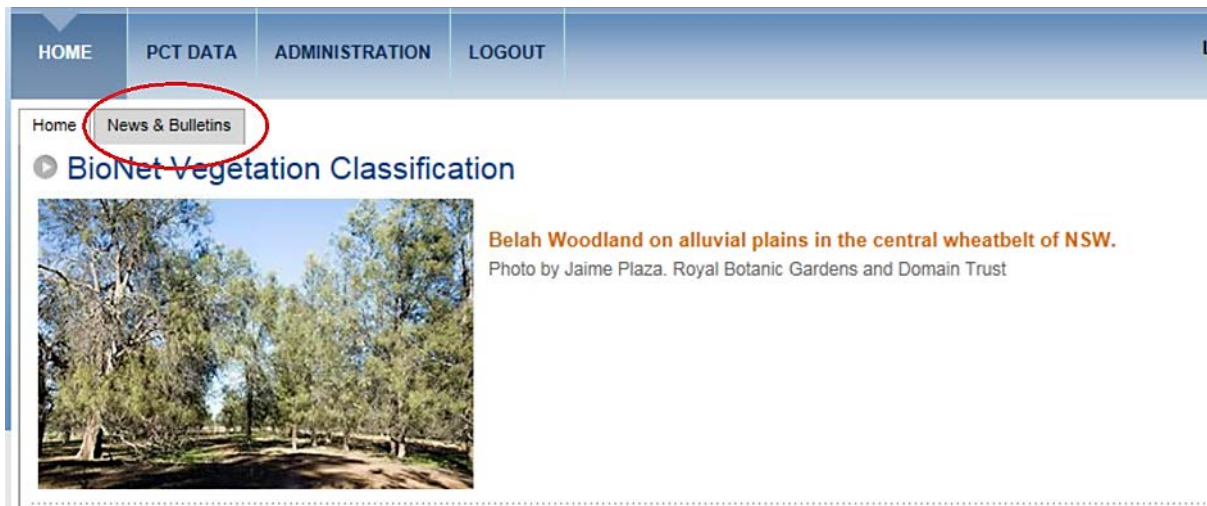 HOME PCT DATA ADMINISTRATION LOGOUT
Home News & Bulletins
BioNet Vegetation Classification
Belah Woodland on alluvial plains in the central wheatbelt of NSW.
Photo by Jaime Plaza. Royal Botanic Gardens and Domain Trust